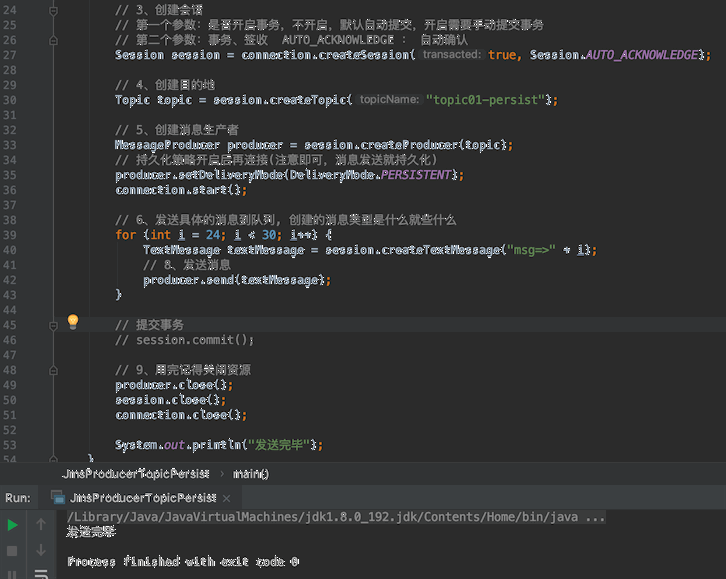 24 // 3、创建会话
25 // 第一个参数：是否开启事务，不开启，默认自动提交，开启需要手动提交事务
26 // 第二个参数：事务、签收 AUTO_ACKNOWLEDGE : 自动确认
27 Session session = connection.createSession( transacted: true, Session.AUTO_ACKNOWLEDGE);
28
29 // 4、创建目的地
30 Topic topic = session.createTopic( topicName: "topic01-persist");
31
32 // 5、创建消息生产者
33 MessageProducer producer = session.createProducer(topic);
34 // 持久化策略开启后再连接(注意即可，消息发送就持久化)
35 producer.setDeliveryMode(DeliveryMode.PERSISTENT);
36 connection.start();
37
38 // 6、发送具体的消息到队列，创建的消息类型是什么就些什么
39 for (int i = 24; i < 30; i++) {
40 TextMessage textMessage = session.createTextMessage("msg=>" + i);
41 // 8、发送消息
42 producer.send(textMessage);
43 }
44
45 // 提交事务
46 // session.commit();
47
48 // 9、用完记得关闭资源
49 producer.close();
50 session.close();
51 connection.close();
52
53 System.out.println("发送完毕");
54 }
JmsProducerTopicPersist › main()
Run: JmsProducerTopicPersist ×
/Library/Java/JavaVirtualMachines/jdk1.8.0_192.jdk/Contents/Home/bin/java ...
发送完毕
Process finished with exit code 0